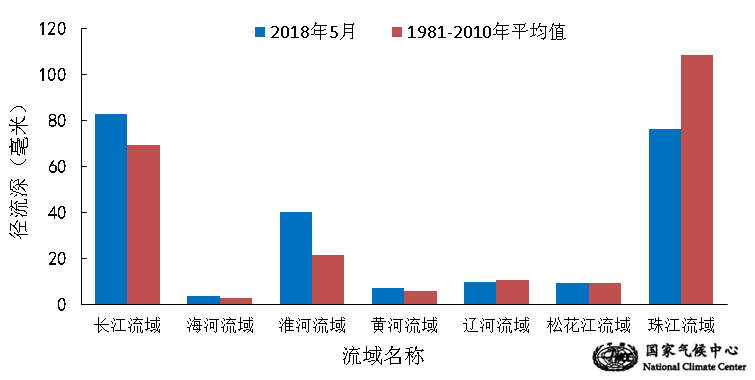 2018年5月 1981-2010年平均值
径流深（毫米）
120
100
80
60
40
20
0
长江流域 海河流域 淮河流域 黄河流域 辽河流域 松花江流域 珠江流域
流域名称
国家气候中心
National Climate Center